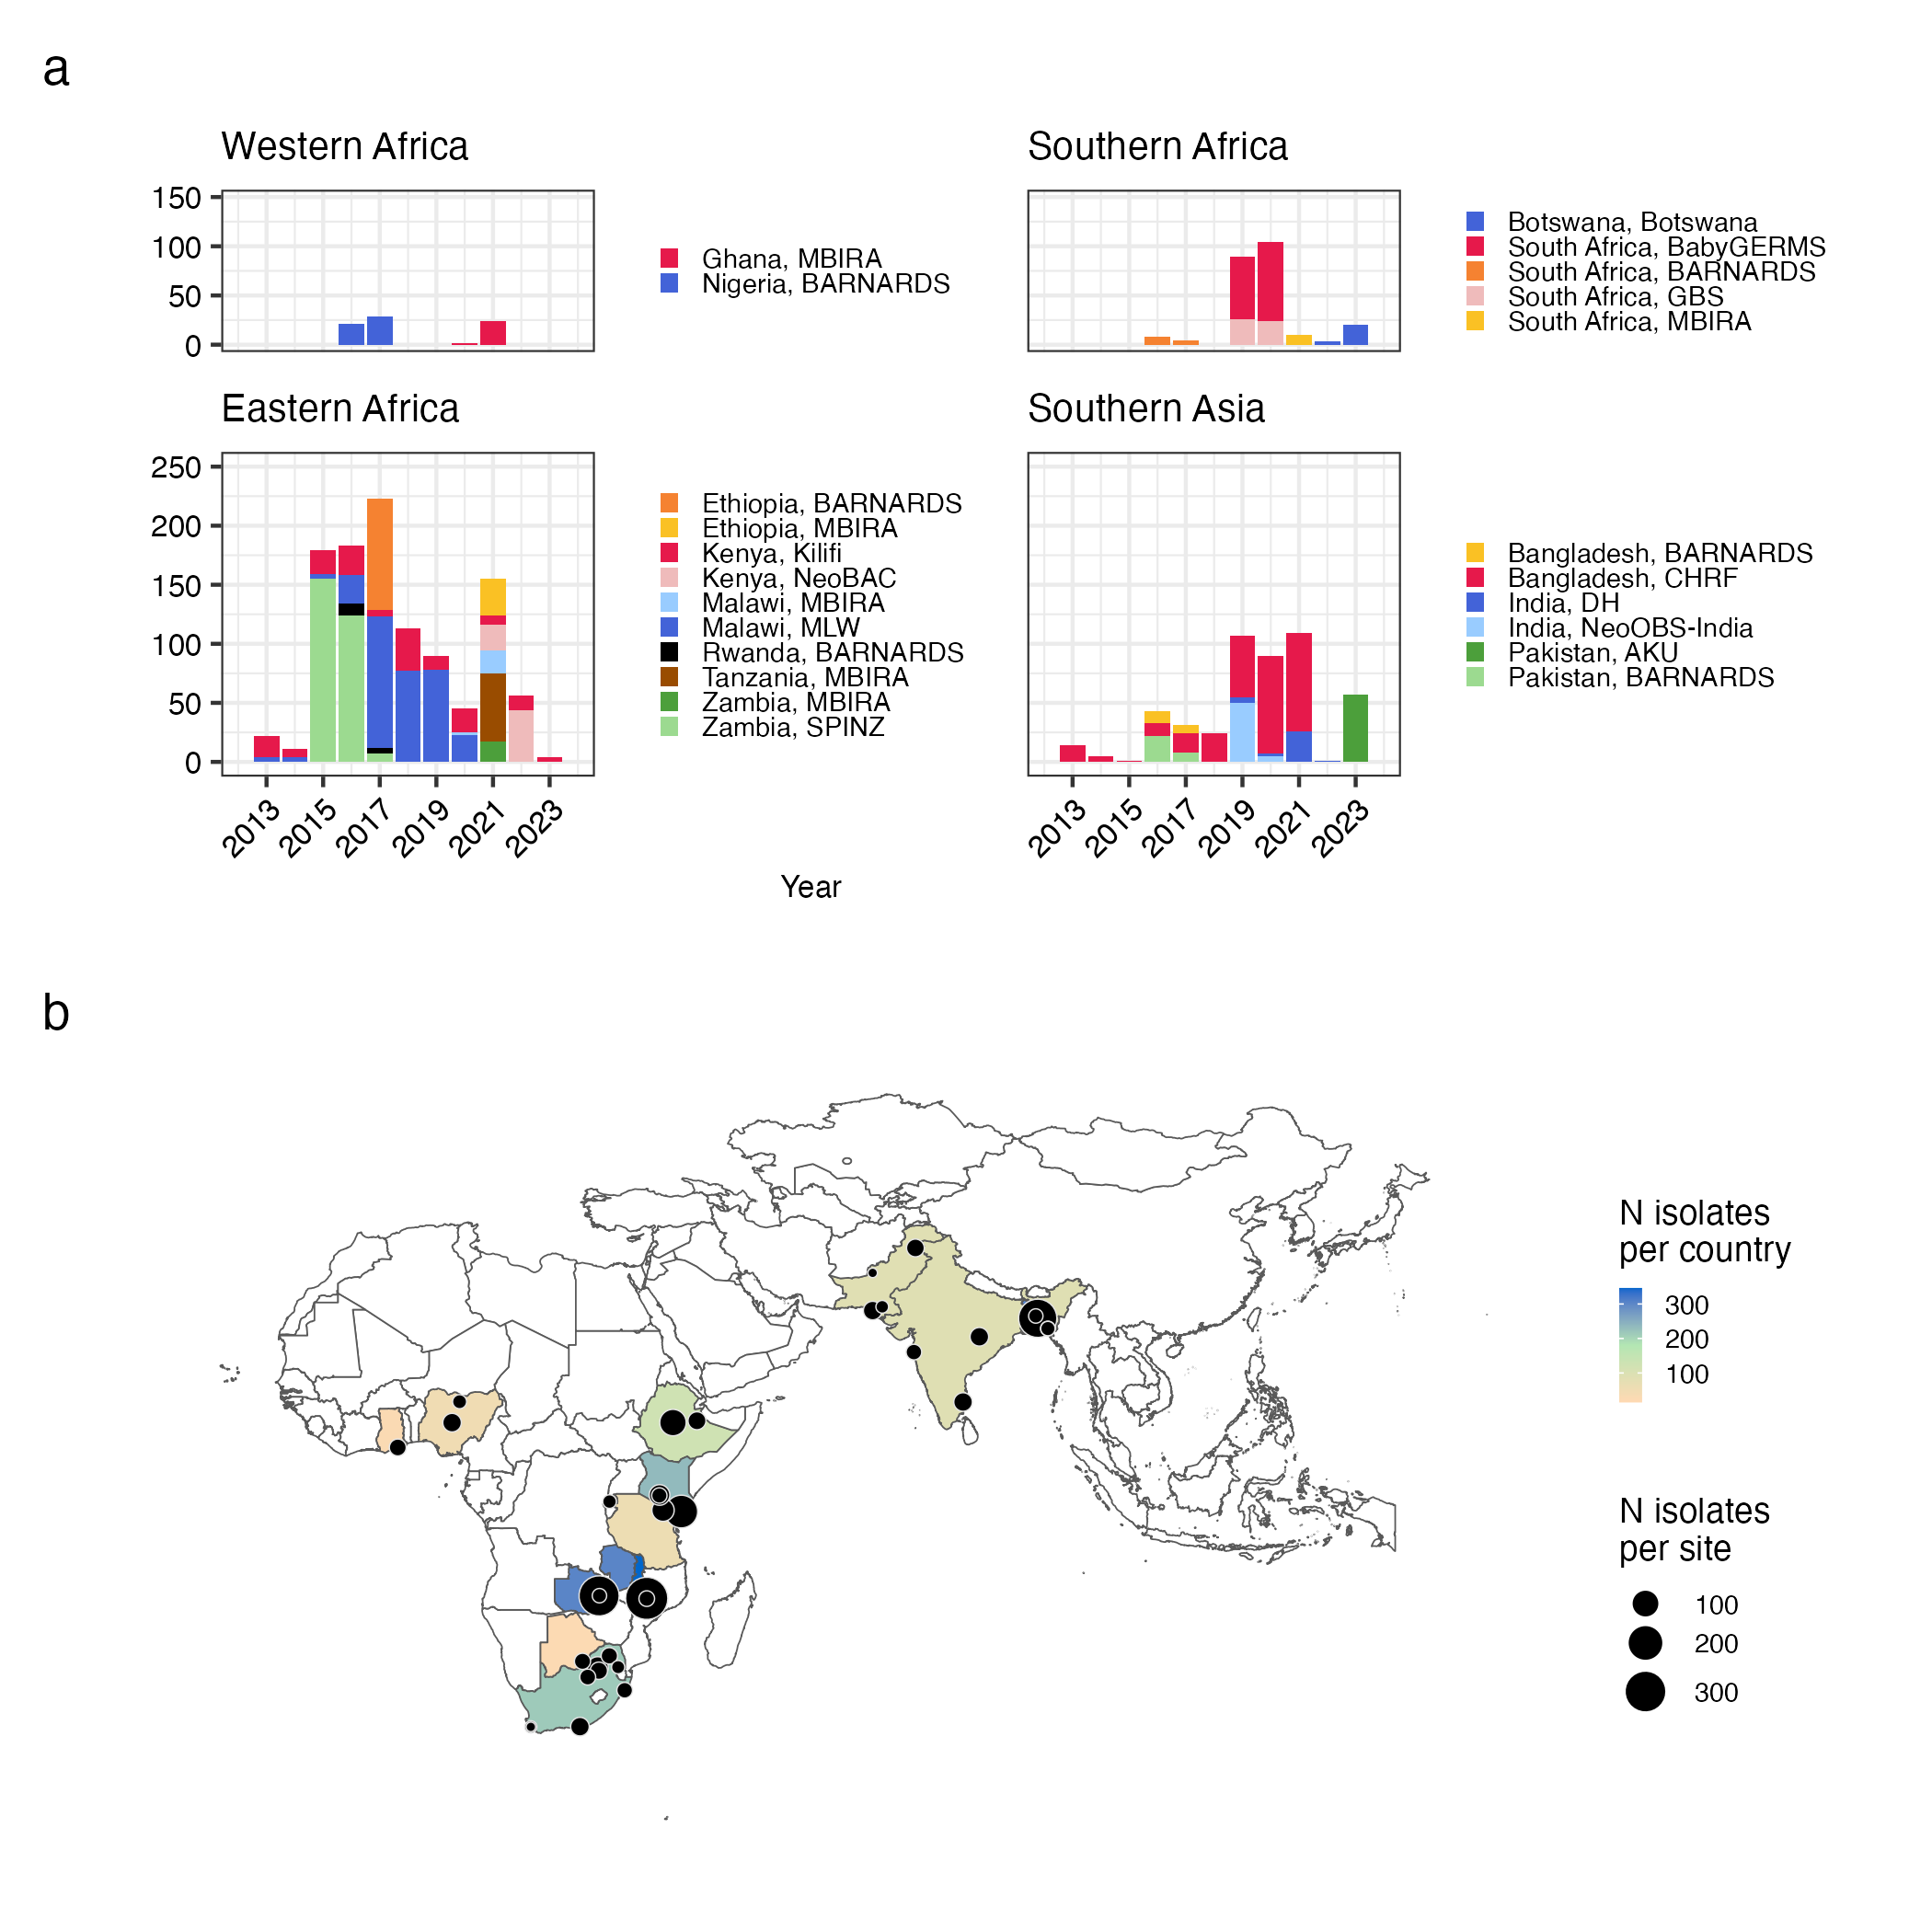 a
Western Africa
150
100
50
0
Ghana, MBIRA
Nigeria, BARNARDS
Southern Africa
Botswana, Botswana
South Africa, BabyGERMS
South Africa, BARNARDS
South Africa, GBS
South Africa, MBIRA
Eastern Africa
250
200
150
100
50
0
2013
2015
2017
2019
2021
2023
Ethiopia, BARNARDS
Ethiopia, MBIRA
Kenya, Kilifi
Kenya, NeoBAC
Malawi, MBIRA
Malawi, MLW
Rwanda, BARNARDS
Tanzania, MBIRA
Zambia, MBIRA
Zambia, SPINZ
Southern Asia
2013
2015
2017
2019
2021
2023
Bangladesh, BARNARDS
Bangladesh, CHRF
India, DH
India, NeoOBS-India
Pakistan, AKU
Pakistan, BARNARDS
Year
b
N isolates
per country
300
200
100
N isolates
per site
100
200
300